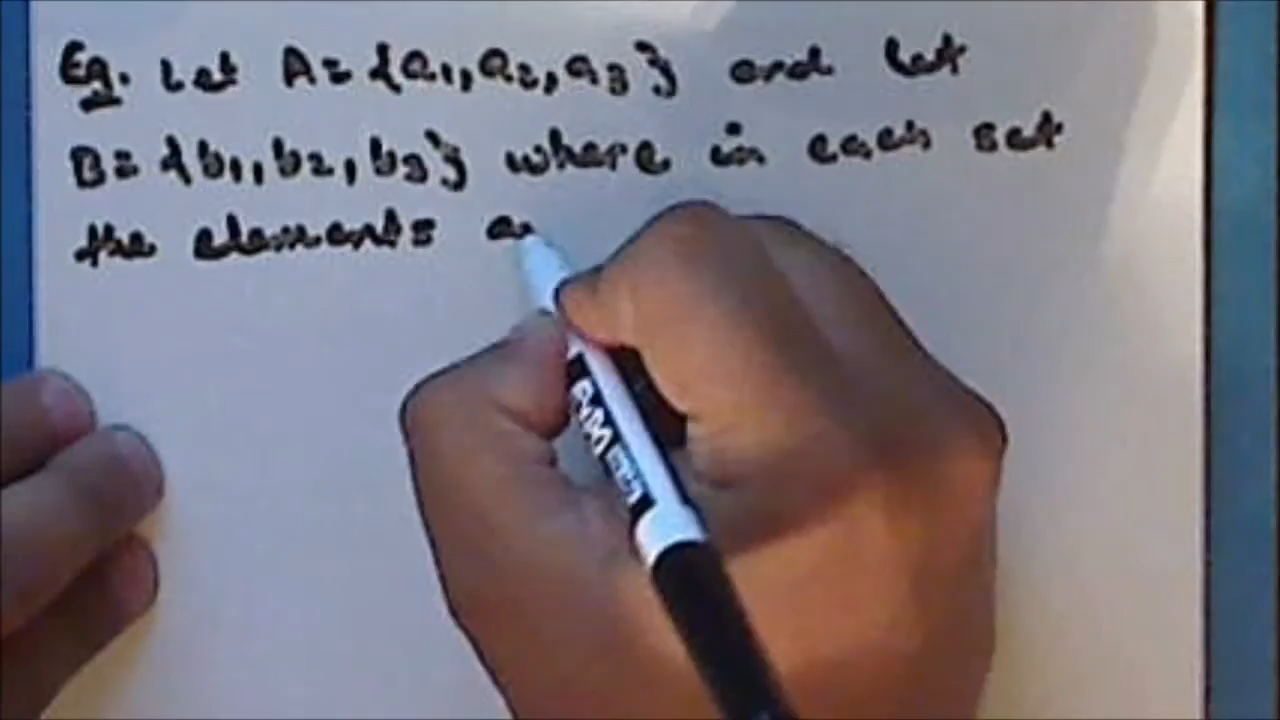 Eg. Let A = {a₁, a₂, a₃} and let
B = {b₁, b₂, b₃} where in each set
the elements